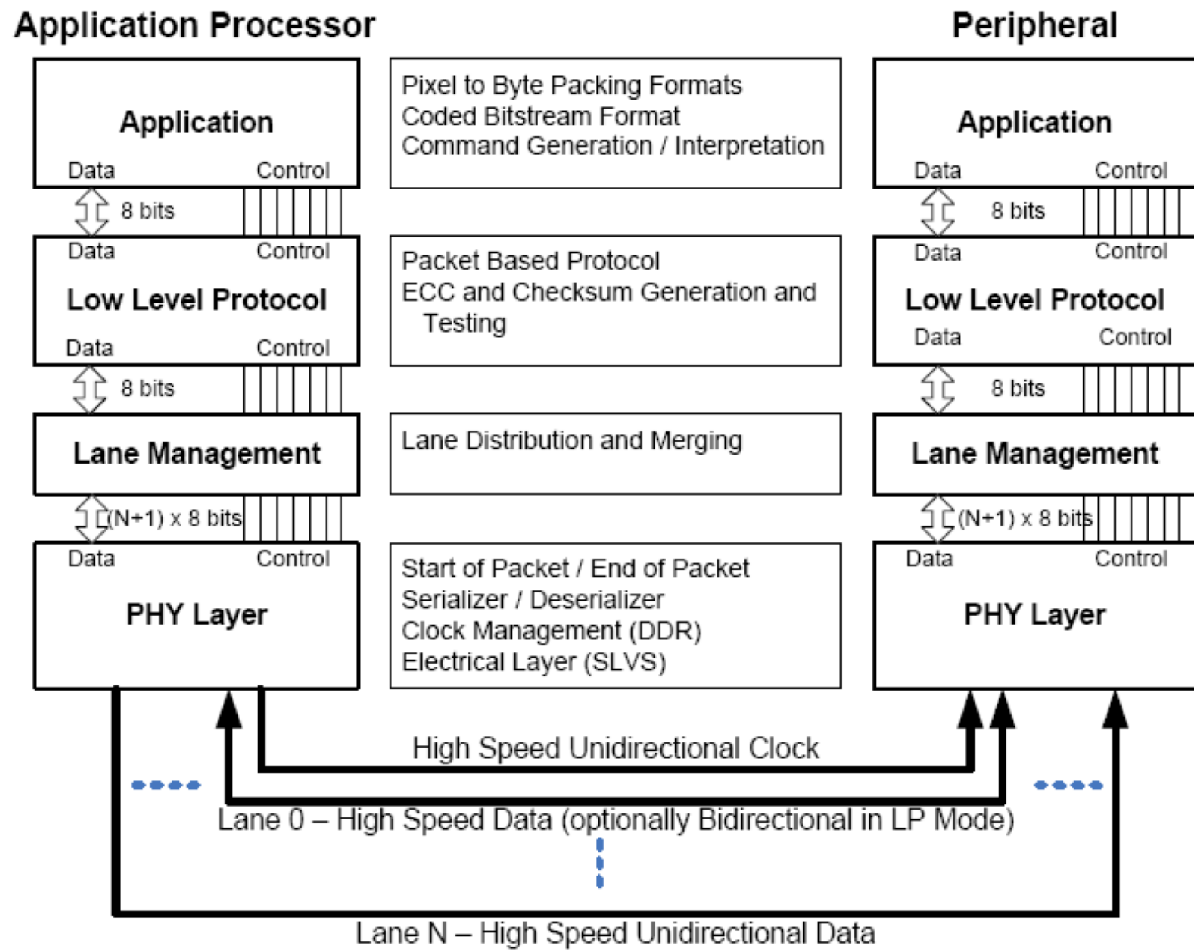 Application Processor
Peripheral
Application
Data Control
8 bits
Data Control
Low Level Protocol
Data Control
8 bits
Lane Management
(N+1) x 8 bits
Data Control
PHY Layer
Pixel to Byte Packing Formats
Coded Bitstream Format
Command Generation / Interpretation
Packet Based Protocol
ECC and Checksum Generation and
Testing
Lane Distribution and Merging
Start of Packet / End of Packet
Serializer / Deserializer
Clock Management (DDR)
Electrical Layer (SLVS)
Application
Data Control
8 bits
Data Control
Low Level Protocol
Data Control
8 bits
Lane Management
(N+1) x 8 bits
Data Control
PHY Layer
High Speed Unidirectional Clock
Lane 0 – High Speed Data (optionally Bidirectional in LP Mode)
Lane N – High Speed Unidirectional Data